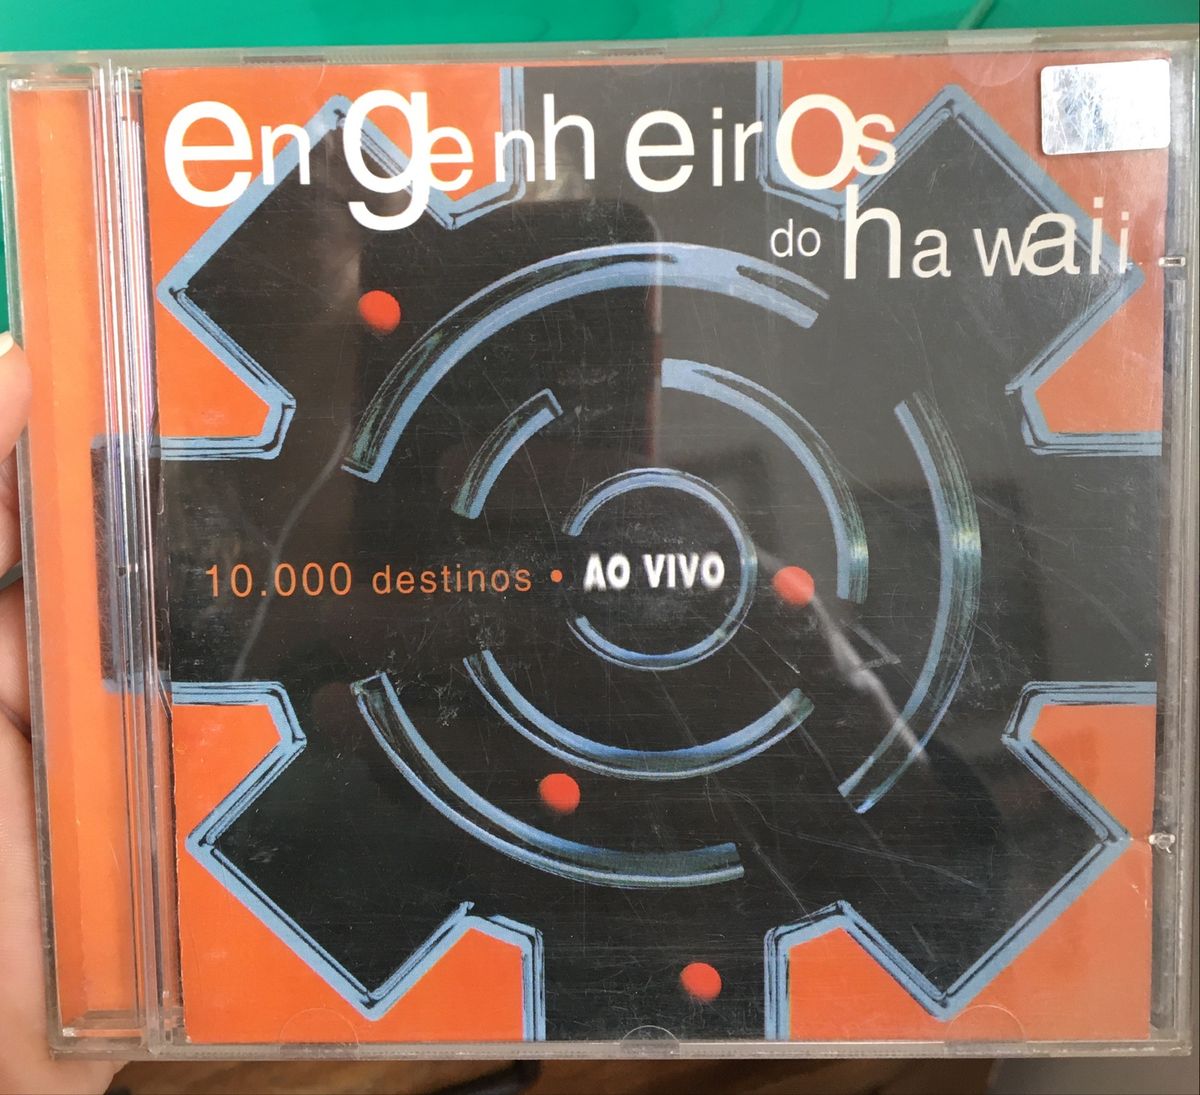 engenheiros
do hawaii
10.000 destinos • AO VIVO